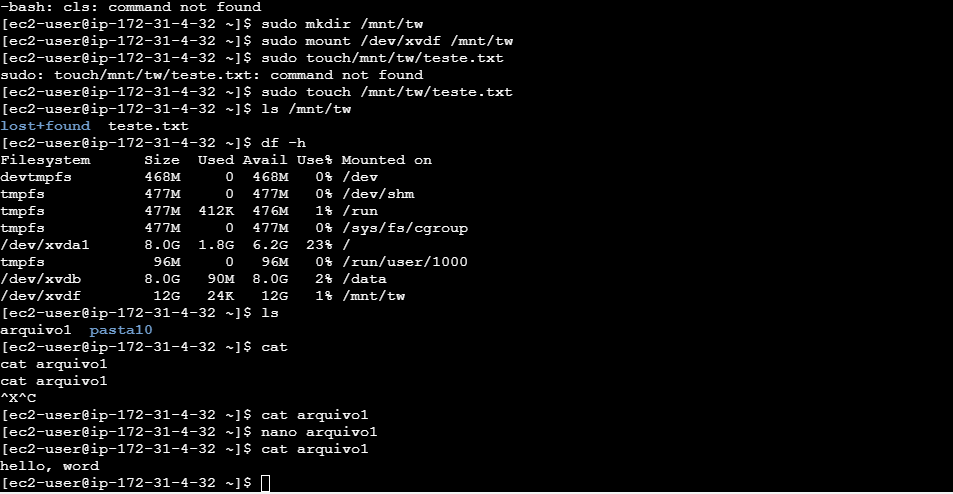 -bash: cls: command not found
[ec2-user@ip-172-31-4-32 ~]$ sudo mkdir /mnt/tw
[ec2-user@ip-172-31-4-32 ~]$ sudo mount /dev/xvdf /mnt/tw
[ec2-user@ip-172-31-4-32 ~]$ sudo touch/mnt/tw/teste.txt
sudo: touch/mnt/tw/teste.txt: command not found
[ec2-user@ip-172-31-4-32 ~]$ sudo touch /mnt/tw/teste.txt
[ec2-user@ip-172-31-4-32 ~]$ ls /mnt/tw
lost+found  teste.txt
[ec2-user@ip-172-31-4-32 ~]$ df -h
Filesystem      Size  Used Avail Use% Mounted on
devtmpfs        468M     0  468M   0% /dev
tmpfs           477M     0  477M   0% /dev/shm
tmpfs           477M  412K  476M   1% /run
tmpfs           477M     0  477M   0% /sys/fs/cgroup
/dev/xvda1      8.0G  1.8G  6.2G  23% /
tmpfs            96M     0   96M   0% /run/user/1000
/dev/xvdb       8.0G   90M  8.0G   2% /data
/dev/xvdf        12G   24K   12G   1% /mnt/tw
[ec2-user@ip-172-31-4-32 ~]$ ls
arquivo1  pasta10
[ec2-user@ip-172-31-4-32 ~]$ cat
cat arquivo1
cat arquivo1
^X^C
[ec2-user@ip-172-31-4-32 ~]$ cat arquivo1
[ec2-user@ip-172-31-4-32 ~]$ nano arquivo1
[ec2-user@ip-172-31-4-32 ~]$ cat arquivo1
hello, word
[ec2-user@ip-172-31-4-32 ~]$